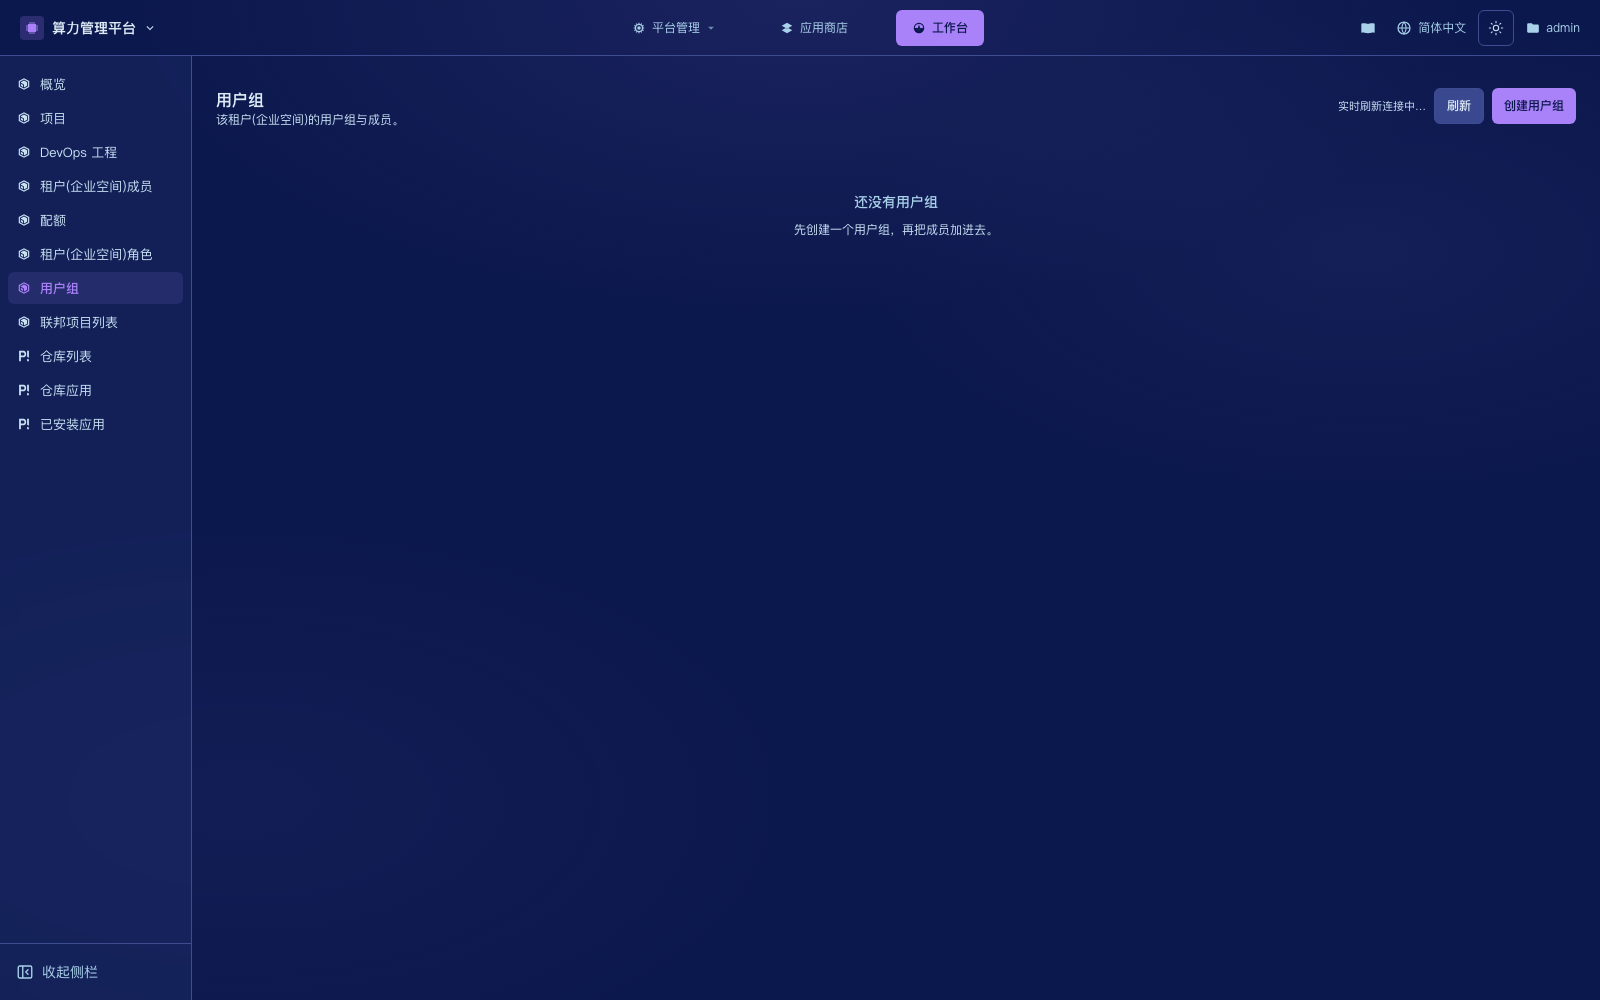 算力管理平台
平台管理
应用商店
工作台
简体中文
admin
概览
项目
DevOps 工程
租户(企业空间)成员
配额
租户(企业空间)角色
用户组
联邦项目列表
P! 仓库列表
P! 仓库应用
P! 已安装应用
收起侧栏
用户组
该租户(企业空间)的用户组与成员。
实时刷新连接中...
刷新
创建用户组
还没有用户组
先创建一个用户组，再把成员加进去。